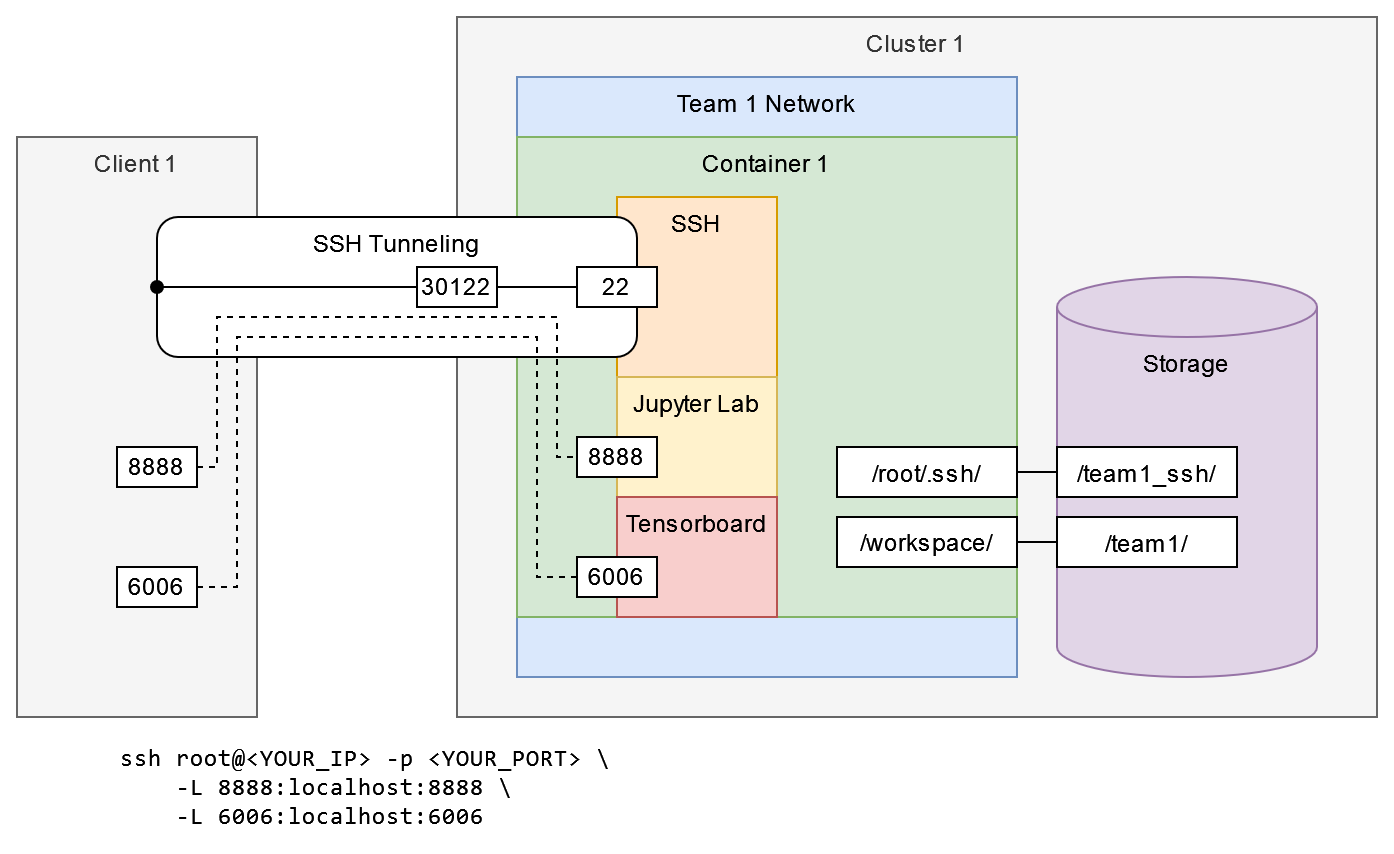 Cluster 1
Team 1 Network
Client 1
Container 1
SSH Tunneling
SSH
30122
22
Storage
Jupyter Lab
8888
8888
/root/.ssh/
/team1_ssh/
Tensorboard
/workspace/
/team1/
6006
6006
ssh root@<YOUR_IP> -p <YOUR_PORT> \
-L 8888:localhost:8888 \
-L 6006:localhost:6006